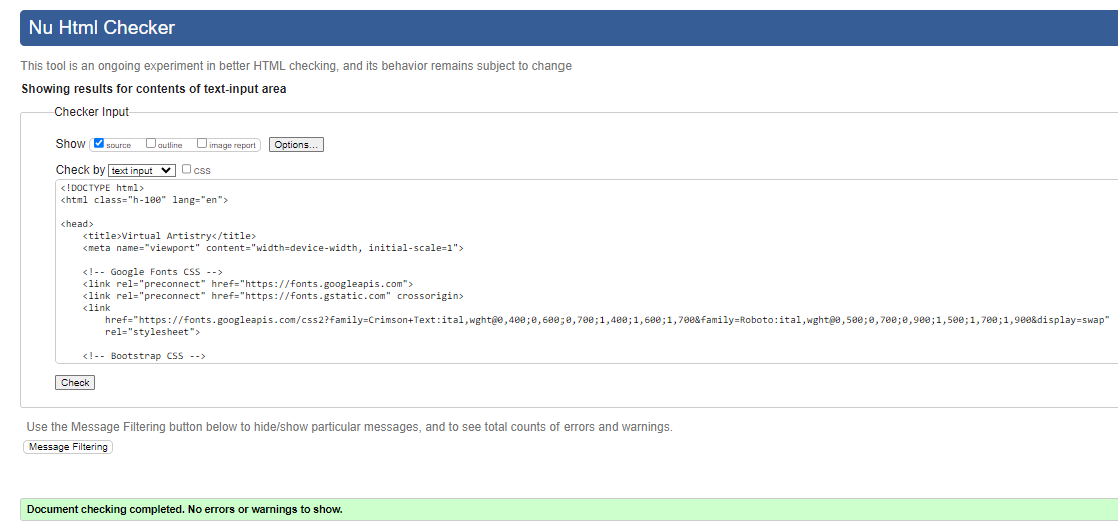 Nu Html Checker
This tool is an ongoing experiment in better HTML checking, and its behavior remains subject to change
Showing results for contents of text-input area
Checker Input
Show source outline image report Options...
Check by text input css
<!DOCTYPE html>
<html class="h-100" lang="en">
<head>
<title>Virtual Artistry</title>
<meta name="viewport" content="width=device-width, initial-scale=1">
<!-- Google Fonts CSS -->
<link rel="preconnect" href="https://fonts.googleapis.com">
<link rel="preconnect" href="https://fonts.gstatic.com" crossorigin>
<link
href="https://fonts.googleapis.com/css2?family=Crimson+Text:ital,wght@0,400;0,600;0,700;1,400;1,600;1,700&family=Roboto:ital,wght@0,500;0,700;0,900;1,500;1,700;1,900&display=swap"
rel="stylesheet">
<!-- Bootstrap CSS -->
Check
Use the Message Filtering button below to hide/show particular messages, and to see total counts of errors and warnings.
Message Filtering
Document checking completed. No errors or warnings to show.